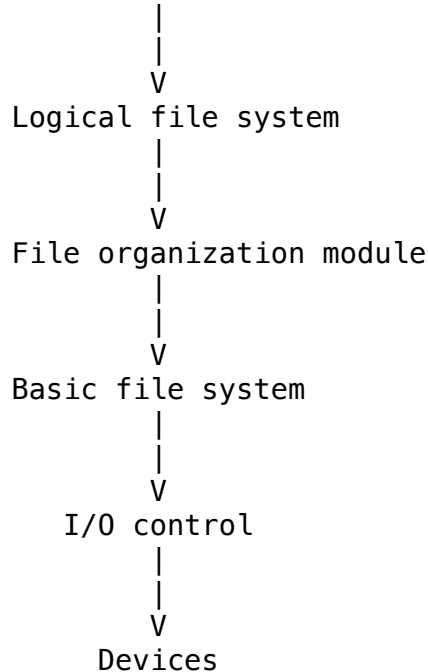 |
|
V
Logical file system
|
|
V
File organization module
|
|
V
Basic file system
|
|
V
I/O control
|
|
V
Devices